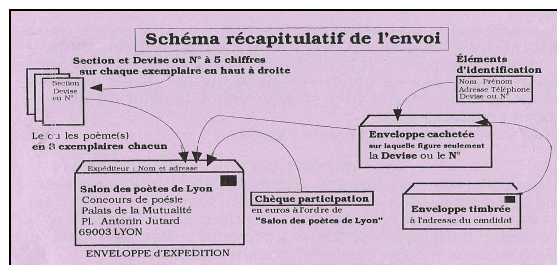 Schéma récapitulatif de l'envoi
Section et Devise ou N° à 5 chiffres
sur chaque exemplaire en haut à droite
Section
Devise
ou N°
Le ou les poème(s)
en 3 exemplaires chacun
Éléments
d'identification
Nom Prénom
Adresse Téléphone
Devise ou N°
Enveloppe cachetée
sur laquelle figure seulement
la Devise ou le N°
Enveloppe timbrée
à l'adresse du candidat
Chèque participation
en euros à l'ordre de
"Salon des poètes de Lyon"
Expéditeur : Nom et adresse
Salon des poètes de Lyon
Concours de poésie
Palais de la Mutualité
Pl. Antonin-Jutard
69003 LYON
ENVELOPPE d'EXPEDITION